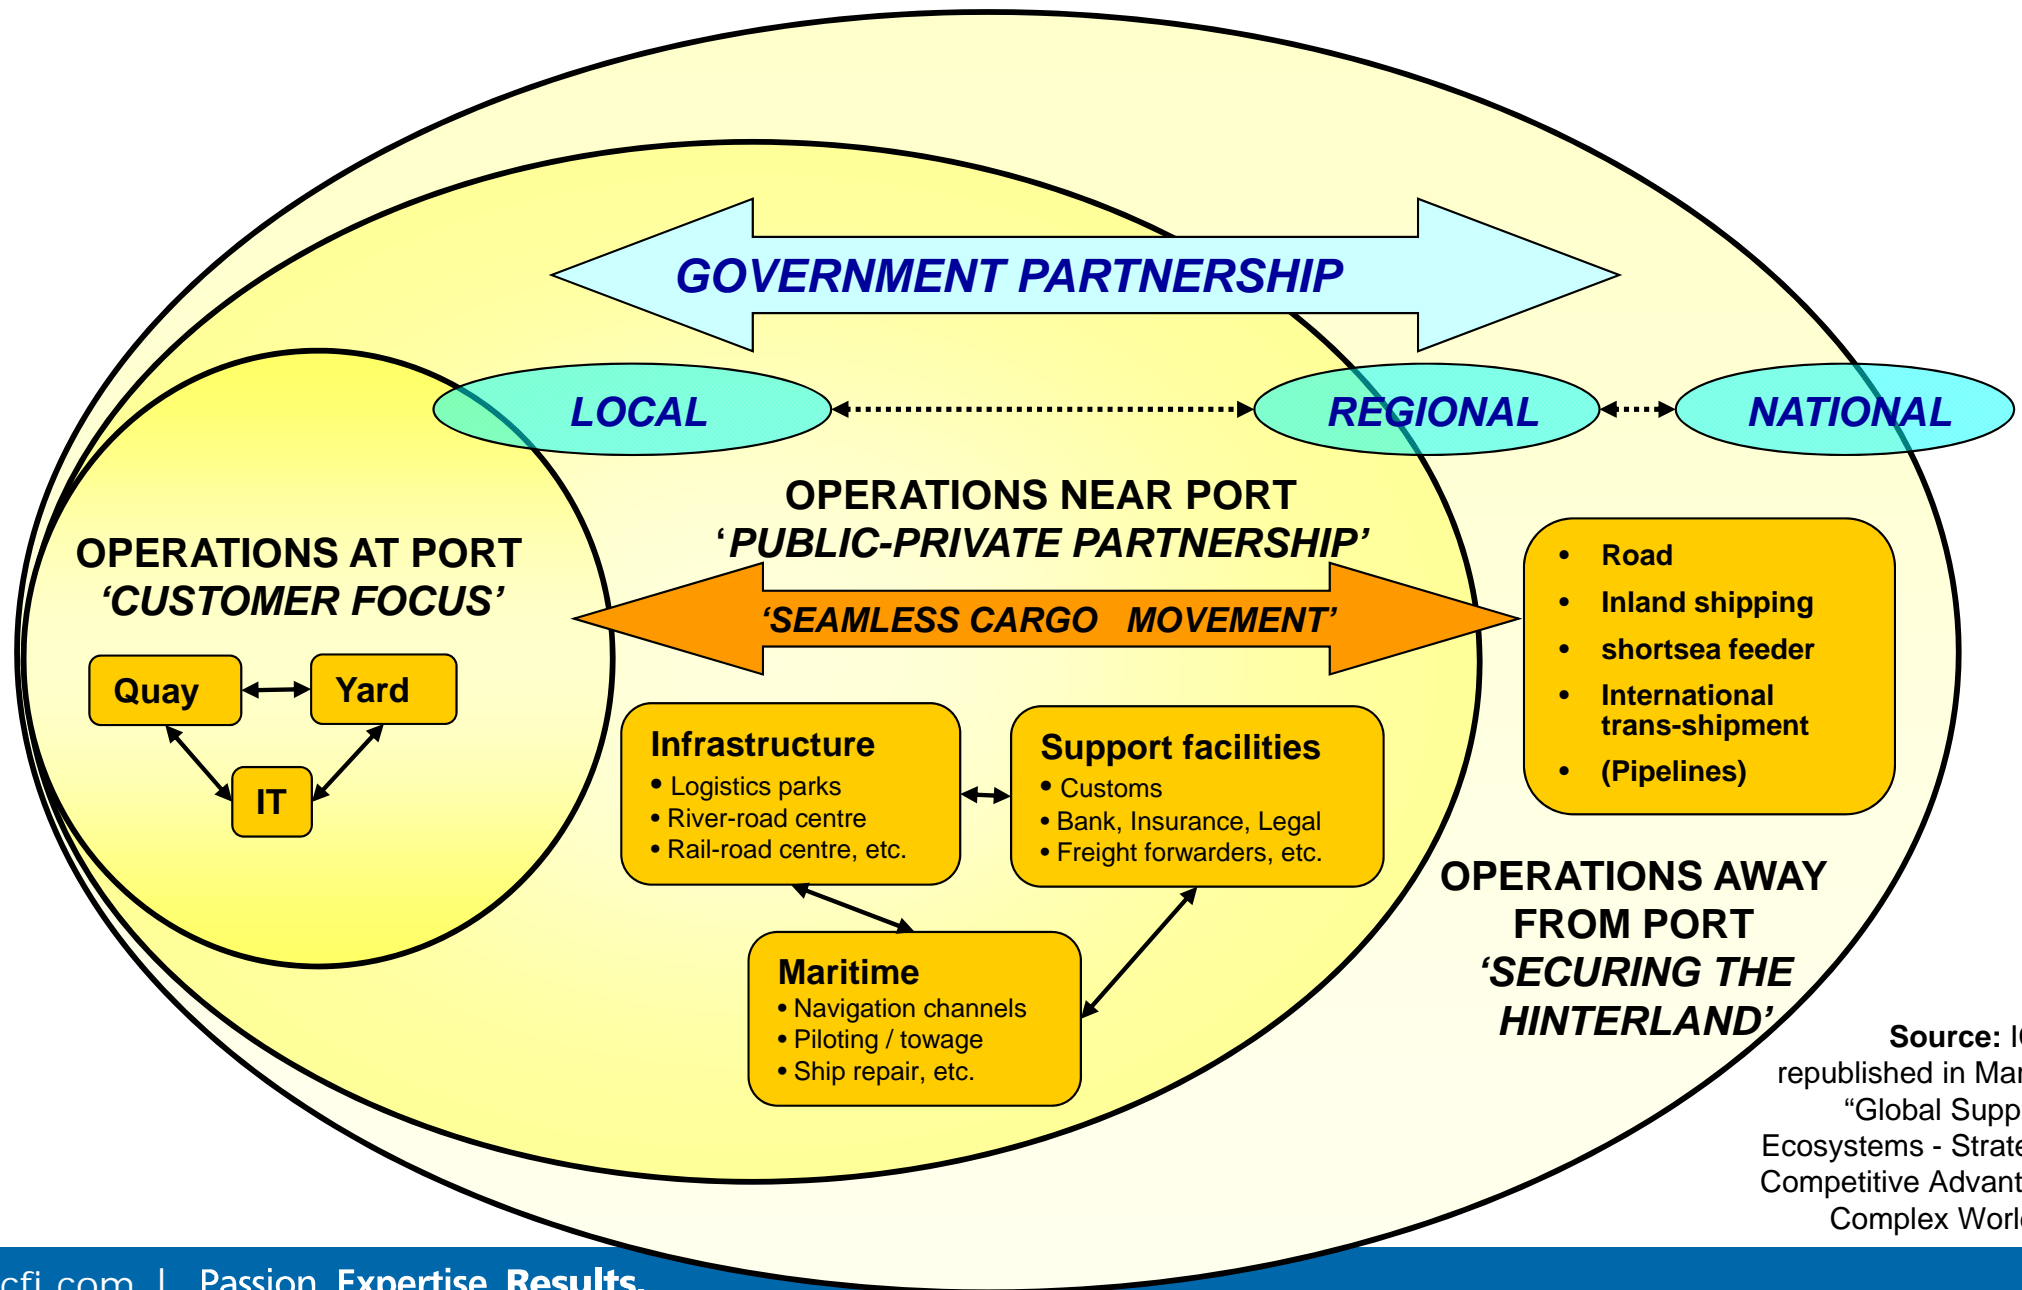 GOVERNMENT PARTNERSHIP
LOCAL
REGIONAL
NATIONAL
OPERATIONS AT PORT
‘CUSTOMER FOCUS’
Quay
Yard
IT
OPERATIONS NEAR PORT
‘PUBLIC-PRIVATE PARTNERSHIP’
‘SEAMLESS CARGO MOVEMENT’
Infrastructure
• Logistics parks
• River-road centre
• Rail-road centre, etc.
Support facilities
• Customs
• Bank, Insurance, Legal
• Freight forwarders, etc.
Maritime
• Navigation channels
• Piloting / towage
• Ship repair, etc.
• Road
• Inland shipping
• shortsea feeder
• International
trans-shipment
• (Pipelines)
OPERATIONS AWAY
FROM PORT
‘SECURING THE
HINTERLAND’
Source:
republished in
“Global
Ecosystems -
Competitive
Complex
cfi.com | Passion. Expertise. Results.